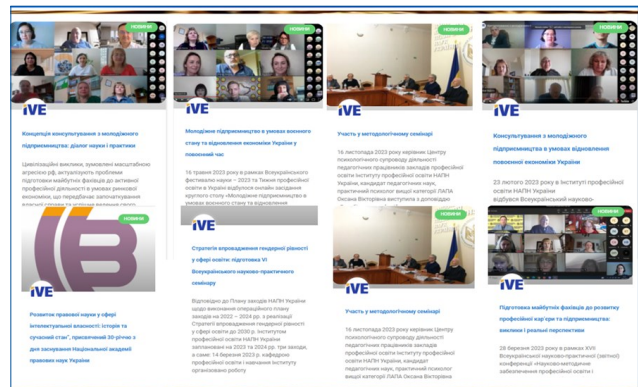 НОВИНИ
НОВИНИ
НОВИНИ
НОВИНИ
IVE
Концепція консультування з молодіжного
підприємництва: діалог науки і практики
Цивілізаційні виклики, зумовлені масштабною
агресією рф, актуалізують проблеми
підготовки майбутніх фахівців до активної
професійної діяльності в умовах ринкової
економіки, що передбачає започаткування
IVE
Молодіжне підприємництво в умовах воєнного
стану та відновлення економіки України у
повоєнний час
16 травня 2023 року в рамках Всеукраїнського
фестивалю науки – 2023 та Тижня професійної
освіти в Україні відбулося онлайн засідання
круглого столу «Молодіжне підприємництво в
умовах воєнного стану та відновлення
IVE
Участь у методологічному семінарі
16 листопада 2023 року керівник Центру
психологічного супроводу діяльності
педагогічних працівників закладів професійної
освіти Інституту професійної освіти НАПН
України, кандидат педагогічних наук,
практичний психолог вищої категорії ЛАПА
Оксана Вікторівна виступила з доповіддю
IVE
Консультування з молодіжного
підприємництва в умовах відновлення
повоєнної економіки України
23 лютого 2023 року в Інституті професійної
освіти НАПН України
відбувся Всеукраїнський науково-
НОВИНИ
IVE
Розвиток правової науки у сфері
інтелектуальної власності: історія та
сучасний стан", присвячений 30-річчю з
дня заснування Національної академії
правових наук України
IVE
Стратегія впровадження гендерної рівності
у сфері освіти: підготовка VI
Всеукраїнського науково-практичного
семінару
Відповідно до Плану заходів НАПН України
щодо виконання операційного плану
заходів на 2022 – 2024 рр. з реалізації
Стратегії впровадження гендерної рівності
у сфері освіти до 2030 р. Інститутом
професійної освіти НАПН України
заплановані на 2023 та 2024 рр. три заходи,
а саме: 14 березня 2023 р. кафедрою
професійної освіти і навчання Інституту
організовано роботу
НОВИНИ
IVE
Участь у методологічному семінарі
16 листопада 2023 року керівник Центру
психологічного супроводу діяльності
педагогічних працівників закладів професійної
освіти Інституту професійної освіти НАПН
України, кандидат педагогічних наук,
практичний психолог вищої категорії ЛАПА
Оксана Вікторівна
НОВИНИ
IVE
Підготовка майбутніх фахівців до розвитку
професійної кар'єри та підприємництва:
виклики і реальні перспективи
28 березня 2023 року в рамках XVII
Всеукраїнської науково-практичної (звітної)
конференції «Науково-методичне
забезпечення професійної освіти і